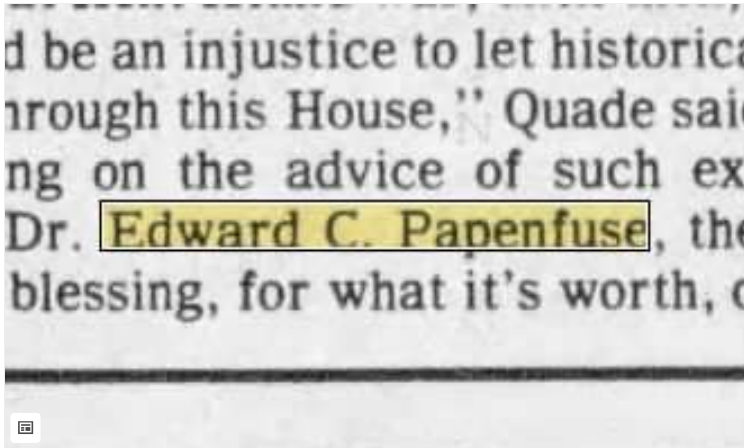 d be an injustice to let historica
hrough this House,” Quade said
ng on the advice of such ex
Dr. Edward C. Papenfuse, the
blessing, for what it's worth, o